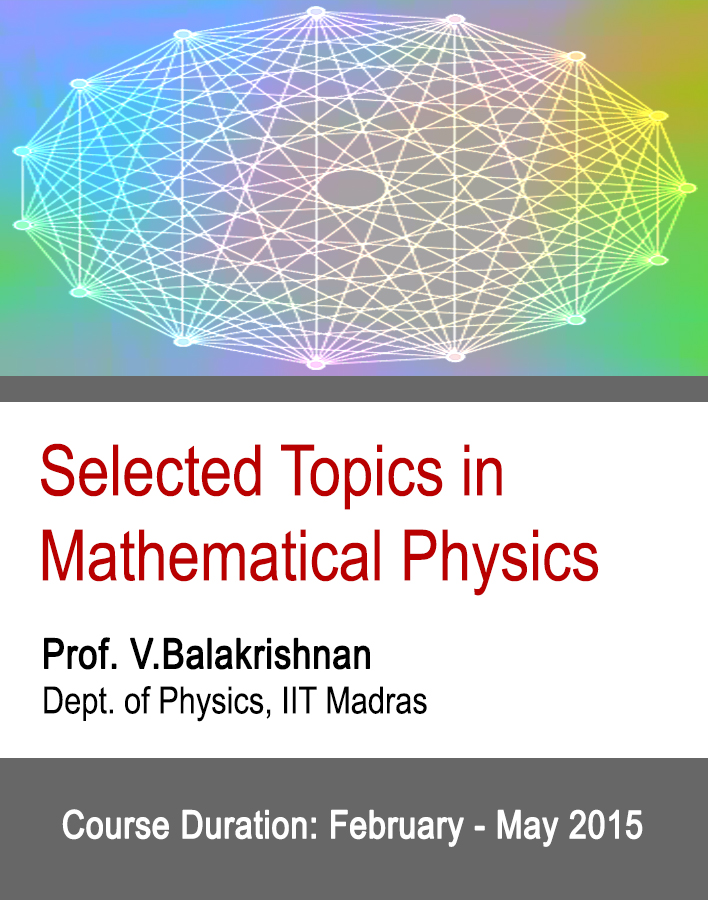 Selected Topics in
Mathematical Physics
Prof. V.Balakrishnan
Dept. of Physics, IIT Madras
Course Duration: February - May 2015